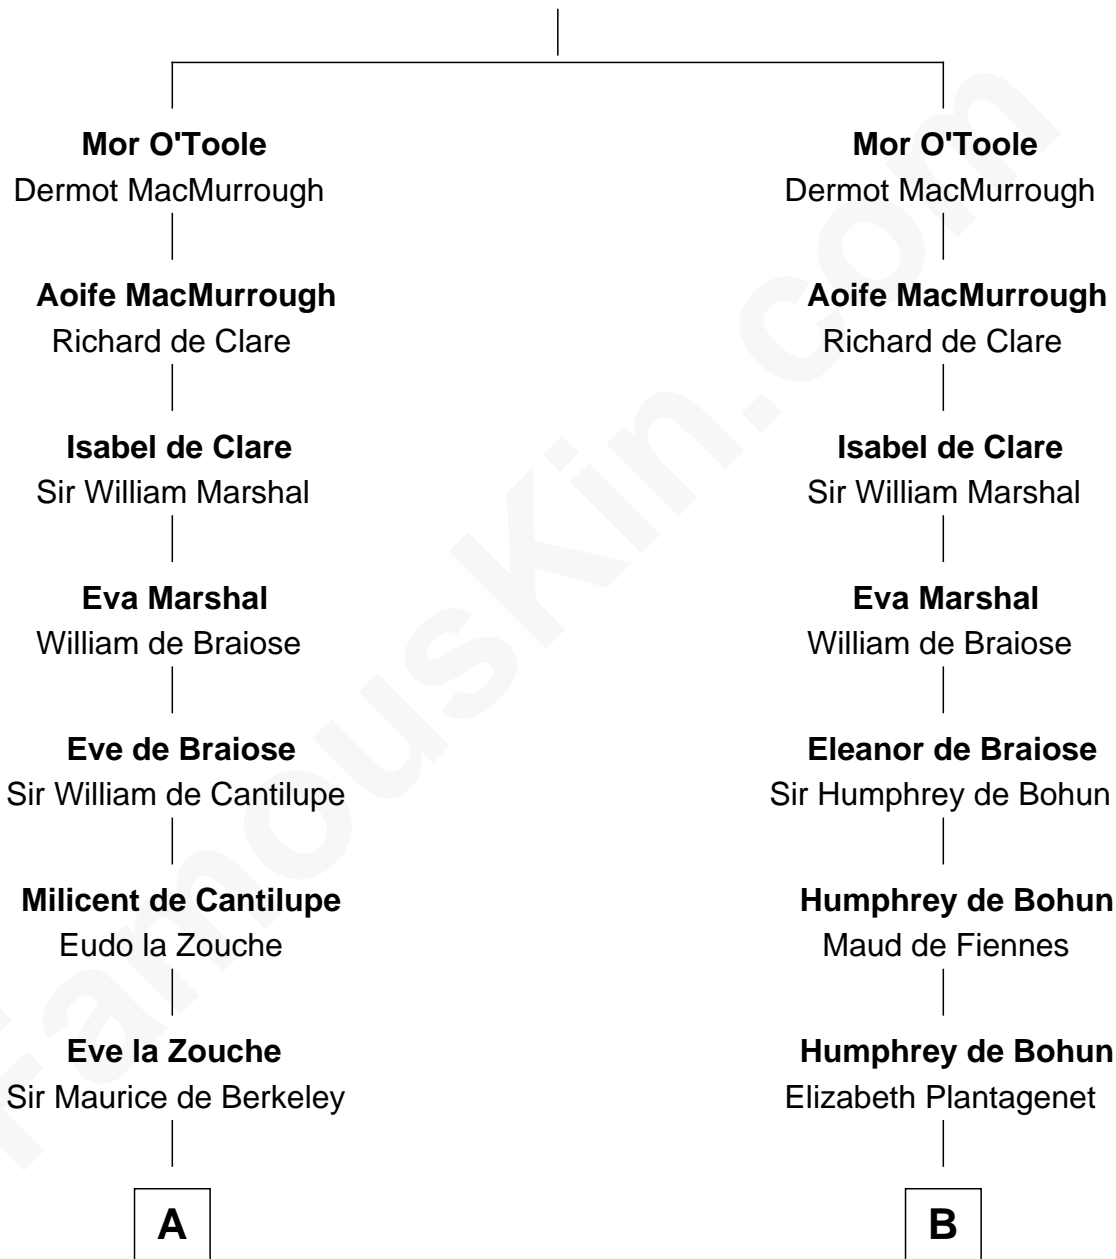 Mor O'Toole
Dermot MacMurrough
Aoife MacMurrough
Richard de Clare
Isabel de Clare
Sir William Marshal
Eva Marshal
William de Braiose
Eve de Braiose
Sir William de Cantilupe
Milicent de Cantilupe
Eudo la Zouche
Eve la Zouche
Sir Maurice de Berkeley
A
Mor O'Toole
Dermot MacMurrough
Aoife MacMurrough
Richard de Clare
Isabel de Clare
Sir William Marshal
Eva Marshal
William de Braiose
Eleanor de Braiose
Sir Humphrey de Bohun
Humphrey de Bohun
Maud de Fiennes
Humphrey de Bohun
Elizabeth Plantagenet
B
FamousKin.com